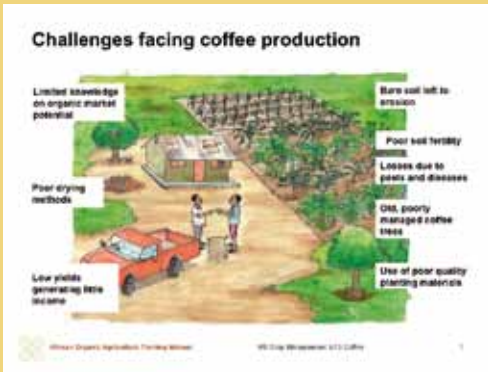 Challenges facing coffee production
Limited knowledge
on organic market
potential
Poor drying
methods
Low yields
generating little
income
Bare soil left to
erosion
Poor soil fertility
Losses due to
pests and diseases
Old, poorly
managed coffee
trees
Use of poor quality
planting materials
African Organic Agriculture Training Manual